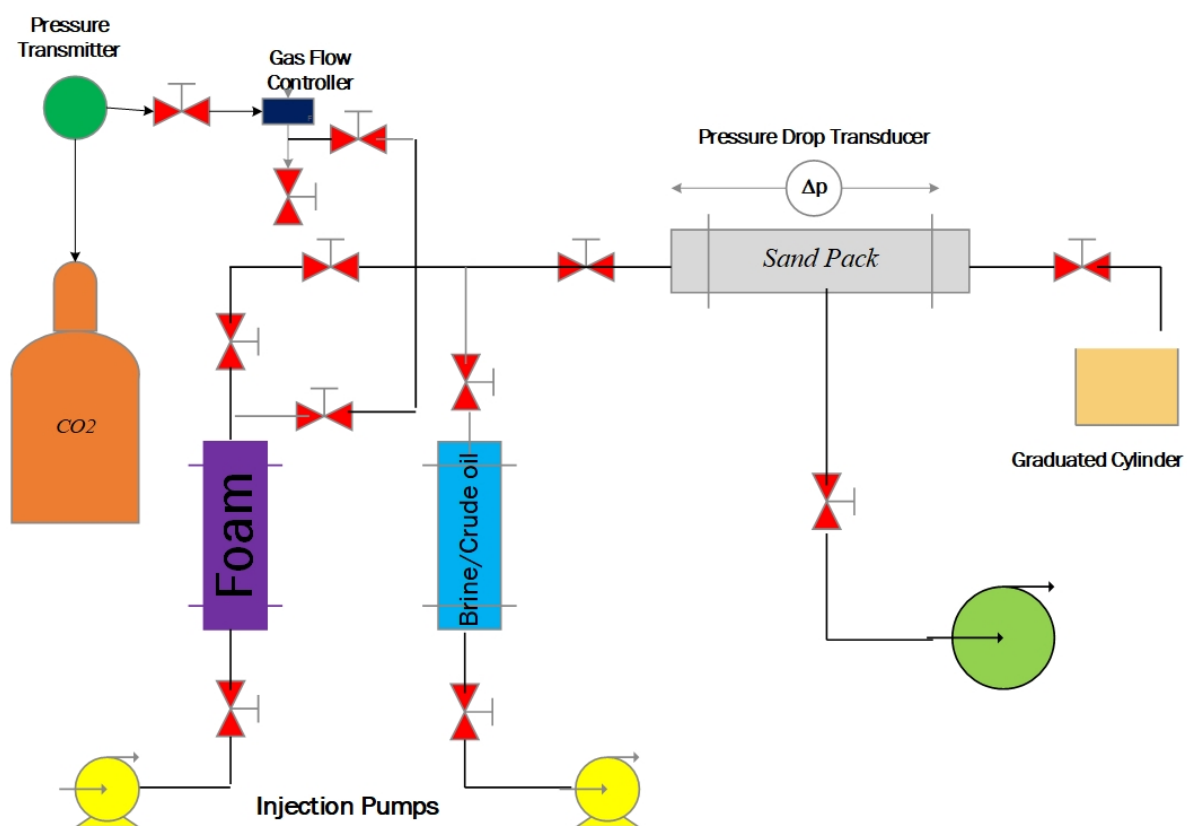 Pressure
Transmitter
Gas Flow
Controller
Pressure Drop Transducer
Δp
Sand Pack
CO2
Graduated Cylinder
Foam
Brine/Crude oil
Injection Pumps